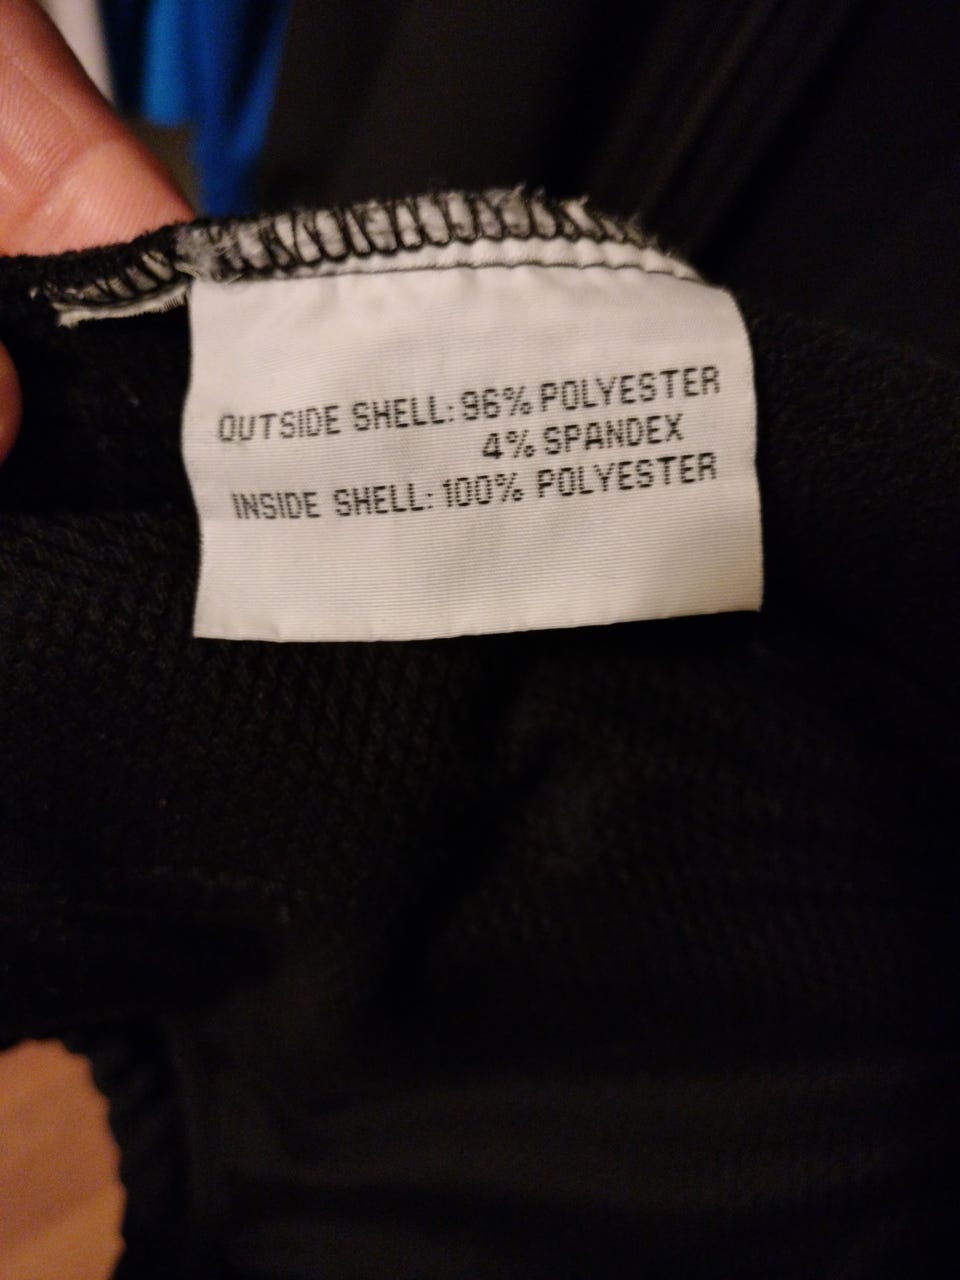 OUTSIDE SHELL: 96% POLYESTER
4% SPANDEX
INSIDE SHELL: 100% POLYESTER